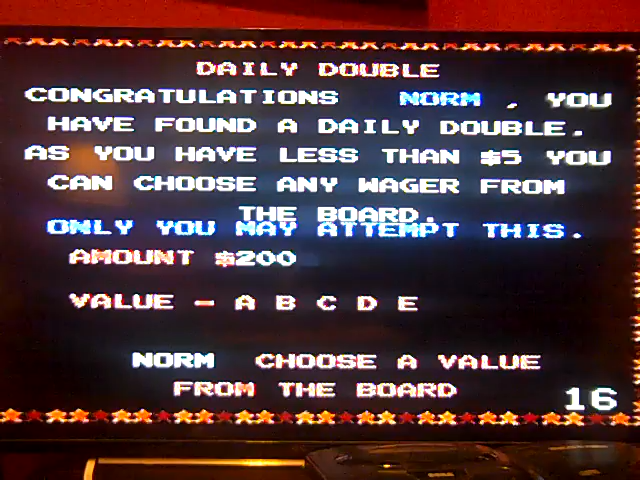 DAILY DOUBLE
CONGRATULATIONS NORM , YOU
HAVE FOUND A DAILY DOUBLE.
AS YOU HAVE LESS THAN $5 YOU
CAN CHOOSE ANY WAGER FROM
THE BOARD.
ONLY YOU MAY ATTEMPT THIS.
AMOUNT $200
VALUE - A B C D E
NORM CHOOSE A VALUE
FROM THE BOARD
16